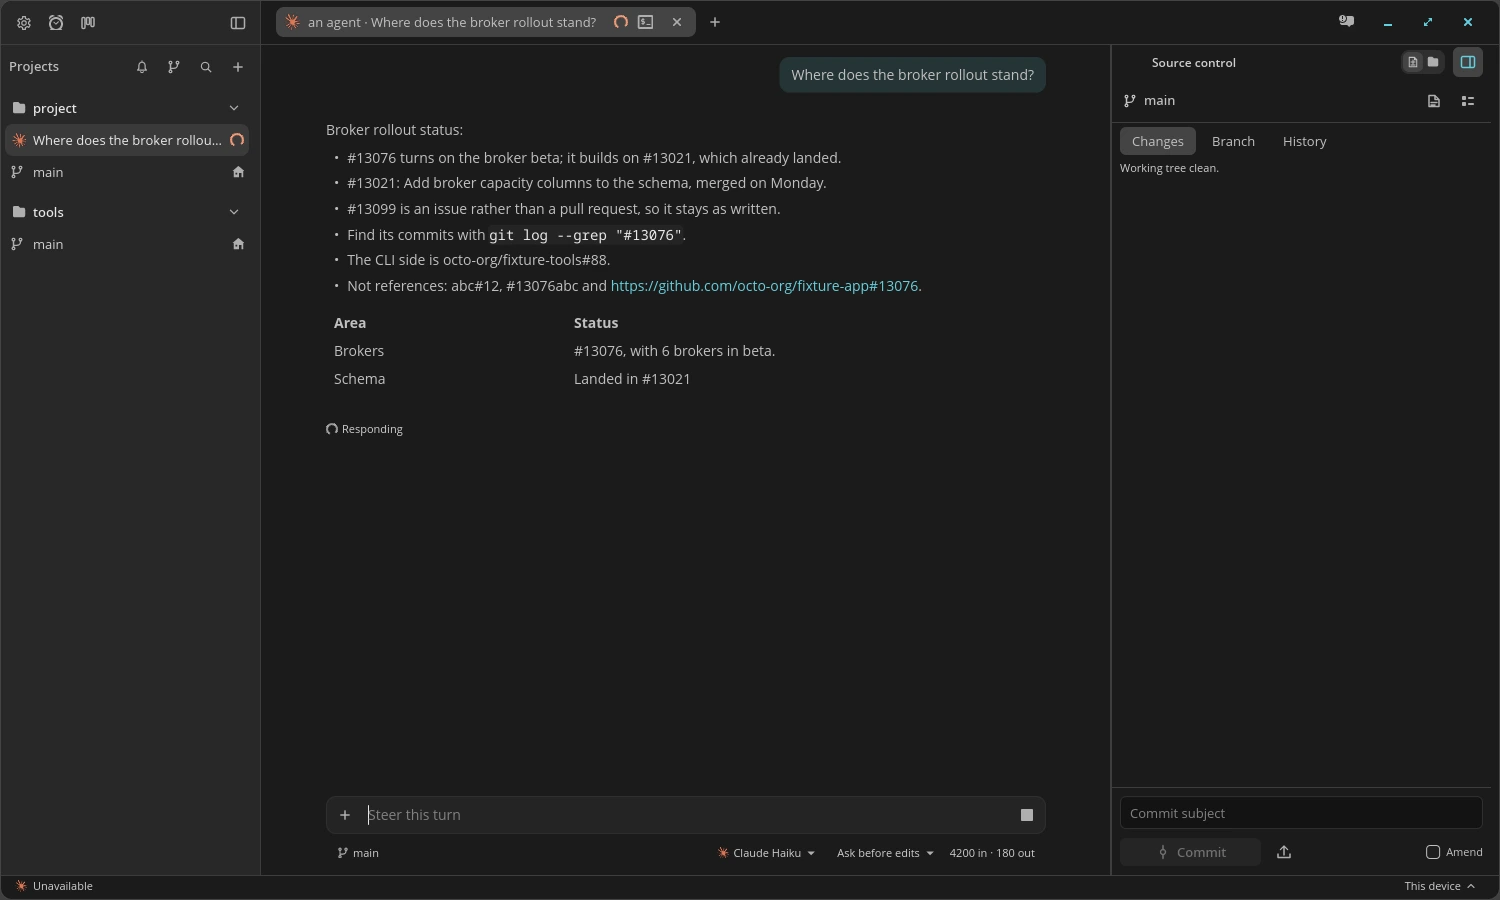 an agent · Where does the broker rollout stand?
Projects
project
Where does the broker rollou...
main
tools
main
Where does the broker rollout stand?
Broker rollout status:
• #13076 turns on the broker beta; it builds on #13021, which already landed.
• #13021: Add broker capacity columns to the schema, merged on Monday.
• #13099 is an issue rather than a pull request, so it stays as written.
• Find its commits with git log --grep "#13076".
• The CLI side is octo-org/fixture-tools#88.
• Not references: abc#12, #13076abc and https://github.com/octo-org/fixture-app#13076.
Area Status
Brokers #13076, with 6 brokers in beta.
Schema Landed in #13021
Responding
Steer this turn
main Claude Haiku Ask before edits 4200 in · 180 out
Source control
main
Changes Branch History
Working tree clean.
Commit subject
Commit Amend
Unavailable This device